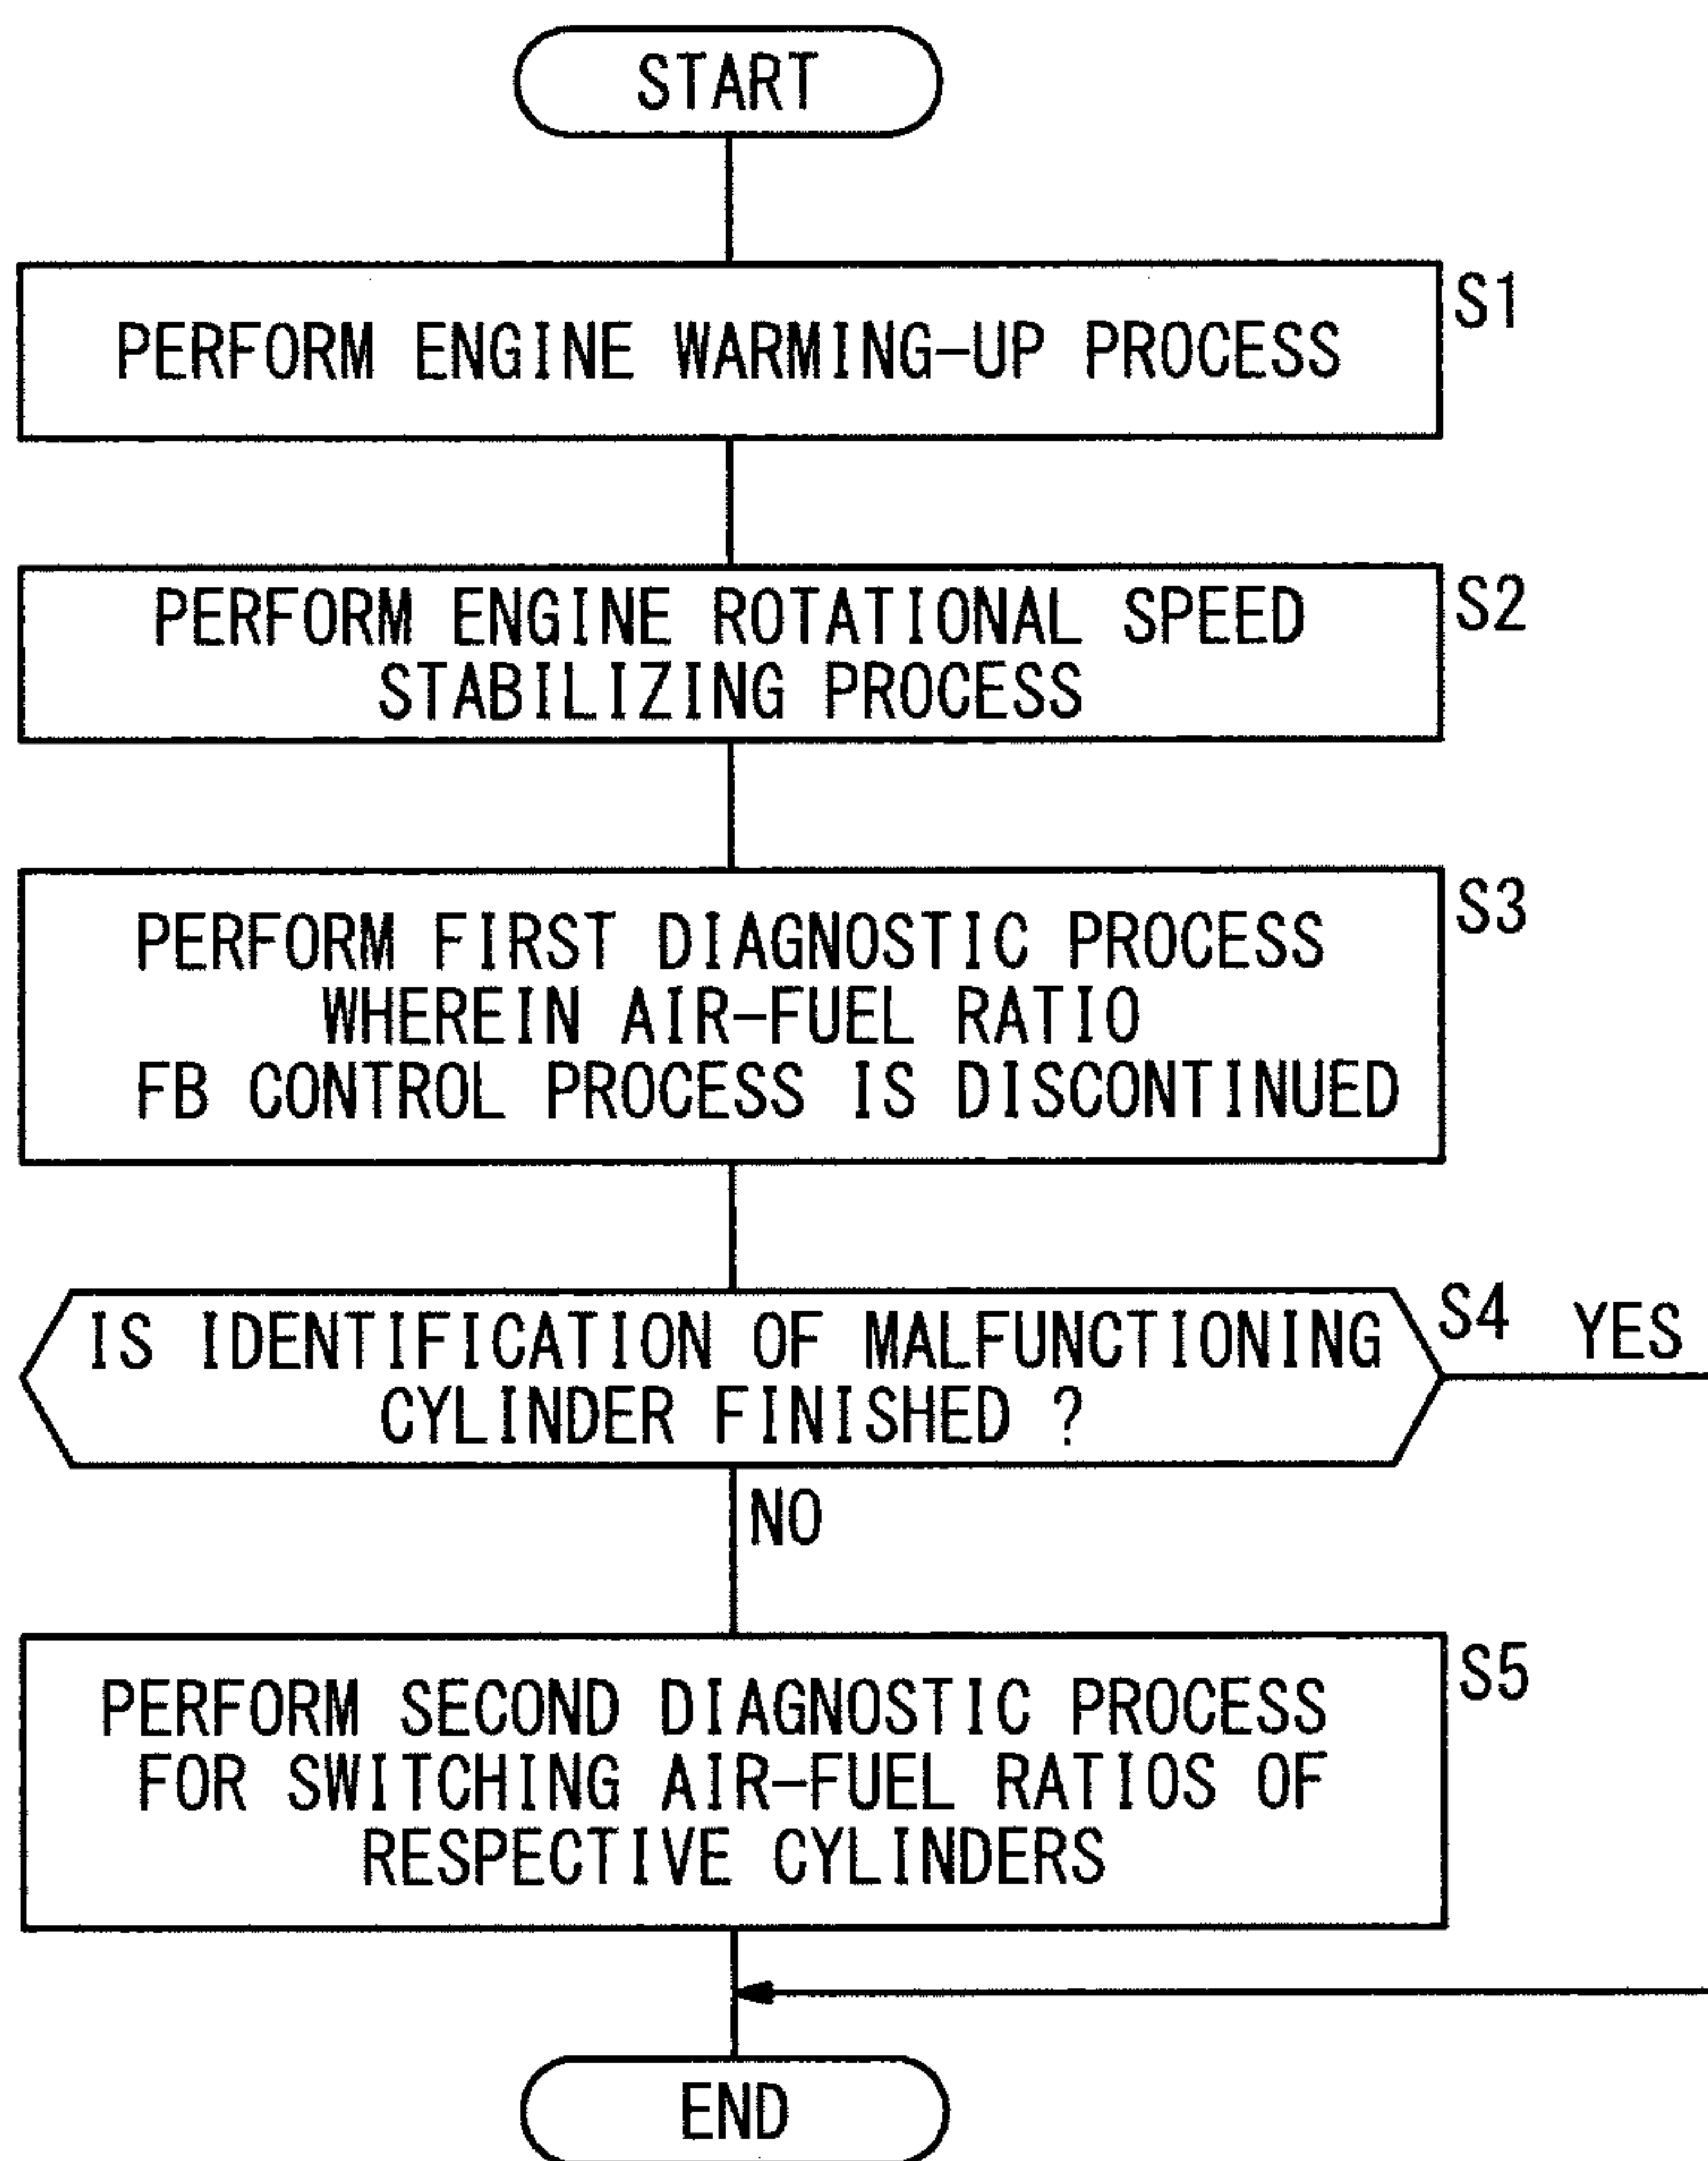 START
S1
PERFORM ENGINE WARMING-UP PROCESS
S2
PERFORM ENGINE ROTATIONAL SPEED
STABILIZING PROCESS
S3
PERFORM FIRST DIAGNOSTIC PROCESS
WHEREIN AIR-FUEL RATIO
FB CONTROL PROCESS IS DISCONTINUED
S4 YES
IS IDENTIFICATION OF MALFUNCTIONING
CYLINDER FINISHED ?
NO
S5
PERFORM SECOND DIAGNOSTIC PROCESS
FOR SWITCHING AIR-FUEL RATIOS OF
RESPECTIVE CYLINDERS
END